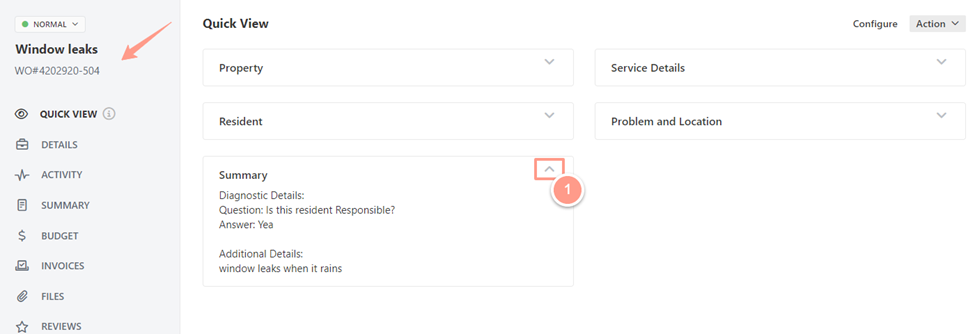 NORMAL
Window leaks
WO#4202920-504
QUICK VIEW
DETAILS
ACTIVITY
SUMMARY
$ BUDGET
INVOICES
FILES
REVIEWS
Quick View
Configure
Action
Property
Service Details
Resident
Problem and Location
Summary
1
Diagnostic Details:
Question: Is this resident Responsible?
Answer: Yea
Additional Details:
window leaks when it rains